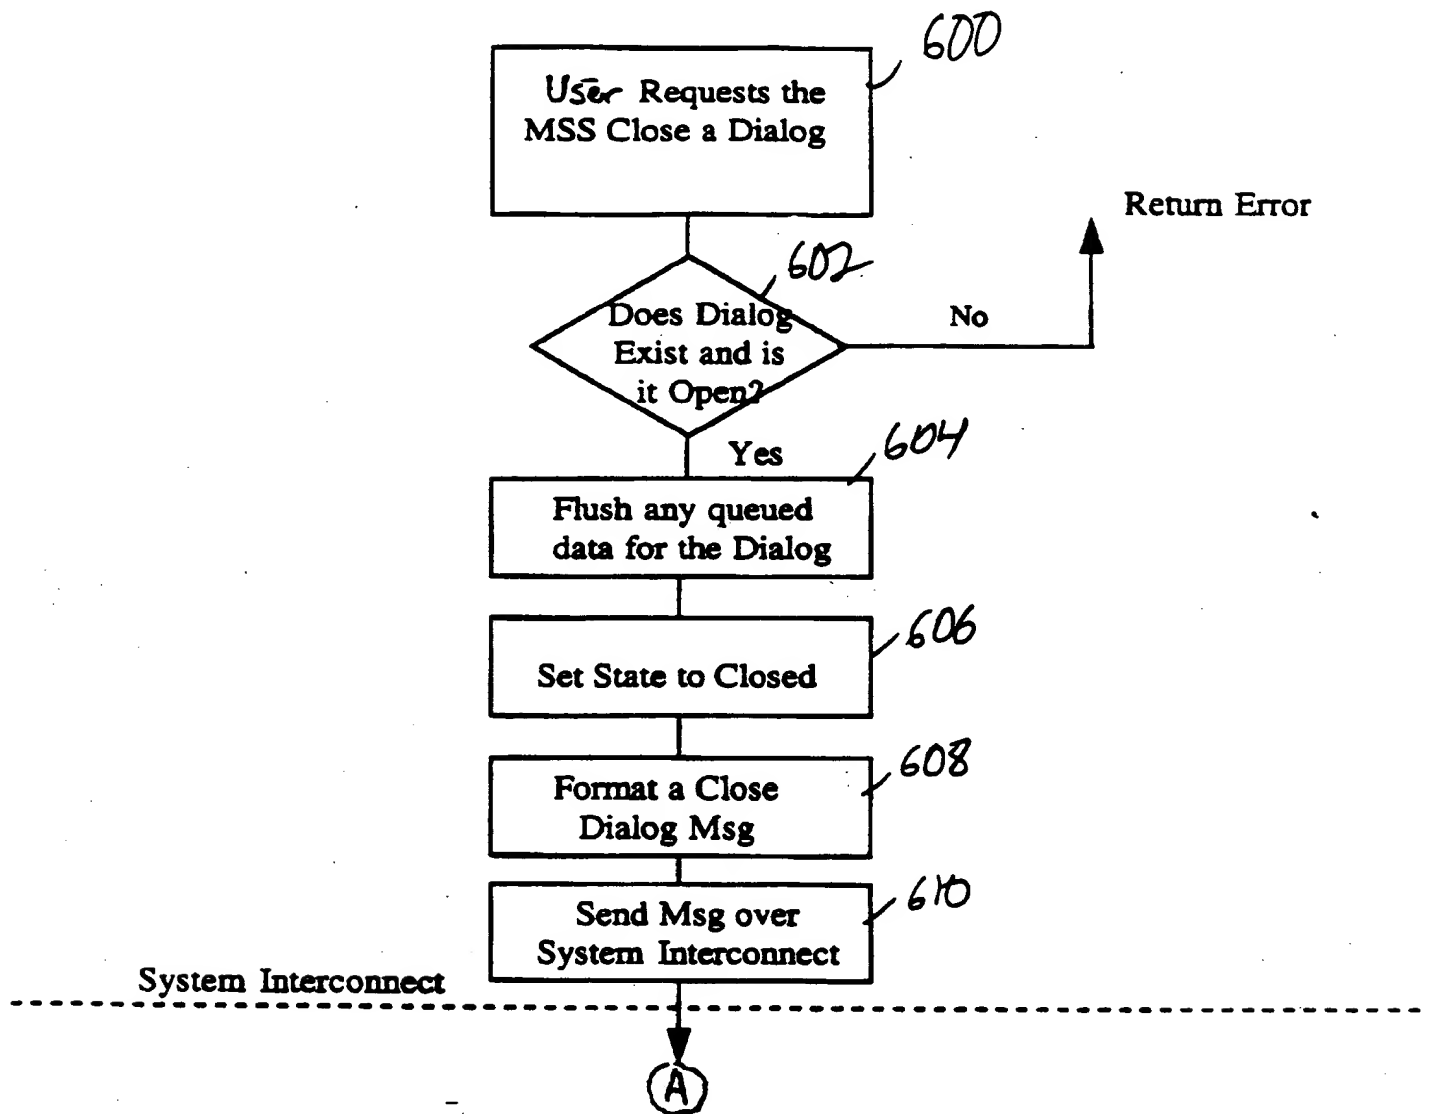 600
User Requests the
MSS Close a Dialog
Return Error
602
Does Dialog
Exist and is
it Open?
No
Yes
604
Flush any queued
data for the Dialog
606
Set State to Closed
608
Format a Close
Dialog Msg
610
Send Msg over
System Interconnect
System Interconnect
A